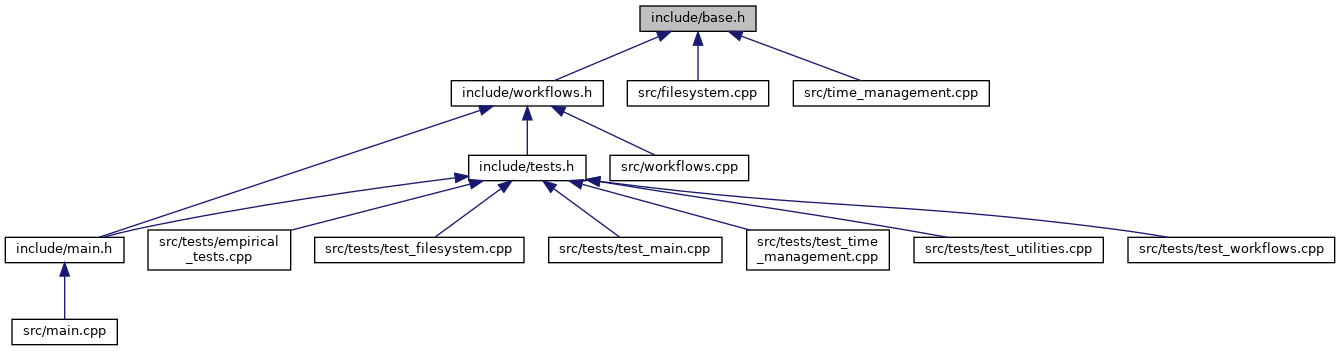 include/base.h
include/workflows.h
src/filesystem.cpp
src/time_management.cpp
include/tests.h
src/workflows.cpp
include/main.h
src/tests/empirical
_tests.cpp
src/tests/test_filesystem.cpp
src/tests/test_main.cpp
src/tests/test_time
_management.cpp
src/tests/test_utilities.cpp
src/tests/test_workflows.cpp
src/main.cpp